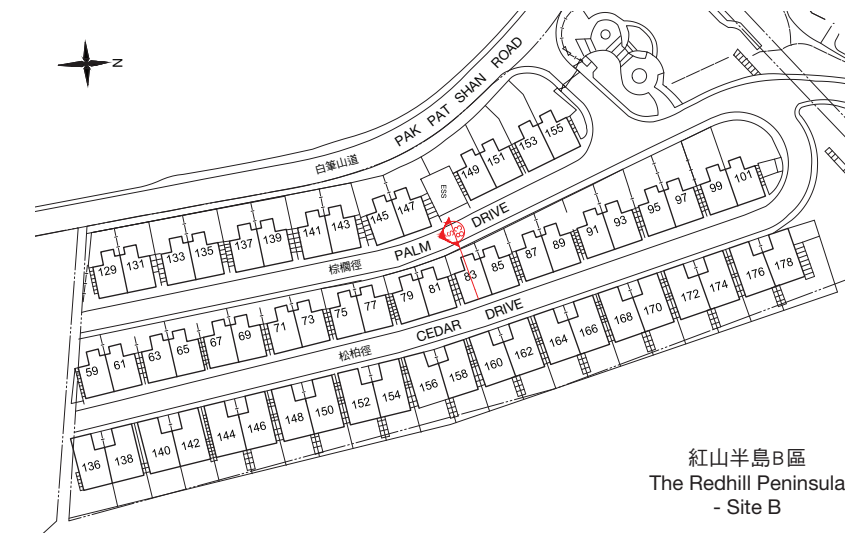 N
PAK PAT SHAN ROAD
白筆山道
153 155
149 151
ESS
145 147
141 143
137 139
133 135
129 131
PALM DRIVE
棕櫚徑
99 101
95 97
91 93
87 89
83 85
79 81
75 77
71 73
67 69
63 65
59 61
CEDAR DRIVE
松柏徑
176 178
172 174
168 170
164 166
160 162
156 158
152 154
148 150
144 146
140 142
136 138
紅山半島B區
The Redhill Peninsula
- Site B